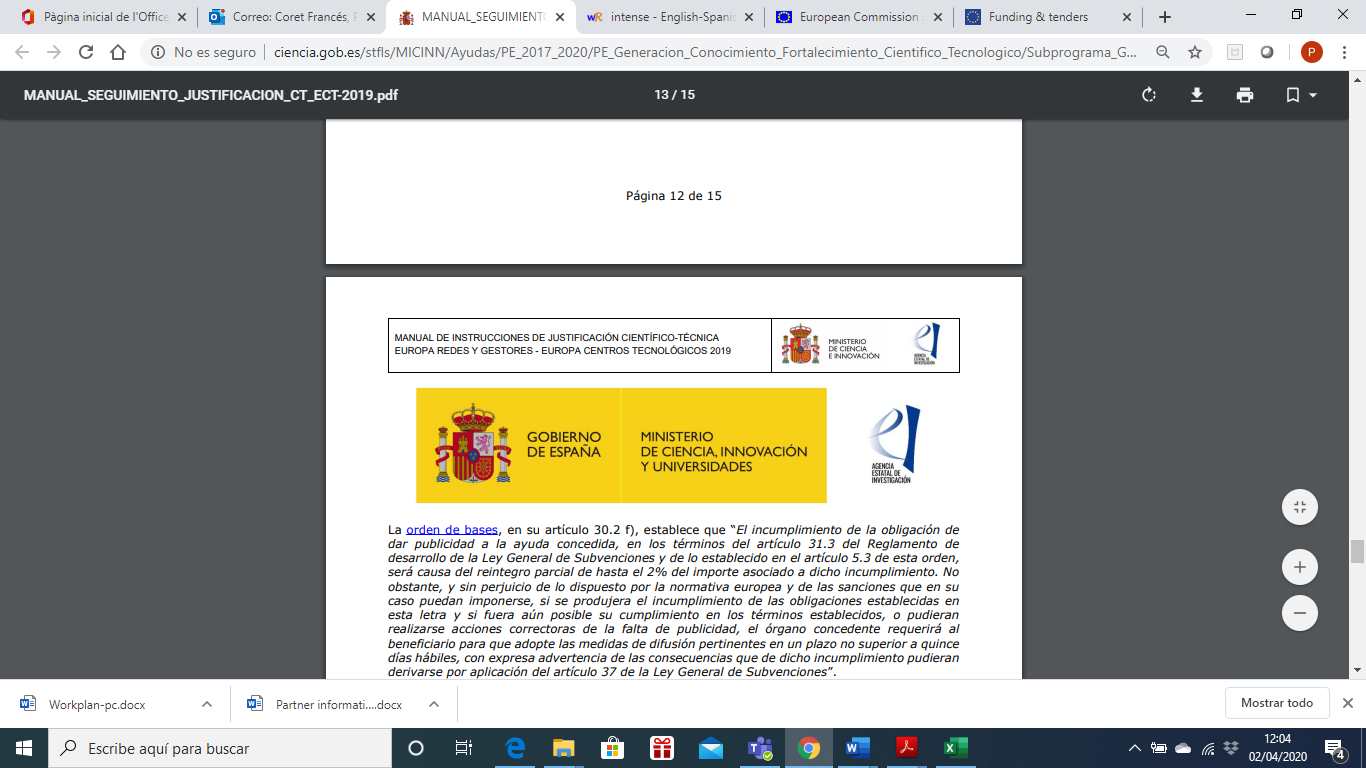 Pàgina inicial de l'Office
Correo: Coret Francés, P
MANUAL_SEGUIMIENTO
intense - English-Spanis
European Commission :
Funding & tenders
No es seguro
ciencia.gob.es/stfls/MICINN/Ayudas/PE_2017_2020/PE_Generacion_Conocimiento_Fortalecimiento_Cientifico_Tecnologico/Subprograma_G...
P
MANUAL_SEGUIMIENTO_JUSTIFICACION_CT_ECT-2019.pdf
13 / 15
Página 12 de 15
MANUAL DE INSTRUCCIONES DE JUSTIFICACIÓN CIENTÍFICO-TÉCNICA
EUROPA REDES Y GESTORES - EUROPA CENTROS TECNOLÓGICOS 2019
MINISTERIO
DE CIENCIA
E INNOVACIÓN
AGENCIA
ESTATAL DE
INVESTIGACIÓN
GOBIERNO
DE ESPAÑA
MINISTERIO
DE CIENCIA, INNOVACIÓN
Y UNIVERSIDADES
AGENCIA
ESTATAL DE
INVESTIGACIÓN
La orden de bases, en su artículo 30.2 f), establece que “El incumplimiento de la obligación de
dar publicidad a la ayuda concedida, en los términos del artículo 31.3 del Reglamento de
desarrollo de la Ley General de Subvenciones y de lo establecido en el artículo 5.3 de esta orden,
será causa del reintegro parcial de hasta el 2% del importe asociado a dicho incumplimiento. No
obstante, y sin perjuicio de lo dispuesto por la normativa europea y de las sanciones que en su
caso puedan imponerse, si se produjera el incumplimiento de las obligaciones establecidas en
esta letra y si fuera aún posible su cumplimiento en los términos establecidos, o pudieran
realizarse acciones correctoras de la falta de publicidad, el órgano concedente requerirá al
beneficiario para que adopte las medidas de difusión pertinentes en un plazo no superior a quince
días hábiles, con expresa advertencia de las consecuencias que de dicho incumplimiento pudieran
derivarse por aplicación del artículo 37 de la Ley General de Subvenciones”.
Workplan-pc.docx
Partner informati....docx
Mostrar todo
Escribe aquí para buscar
12:04
02/04/2020
4